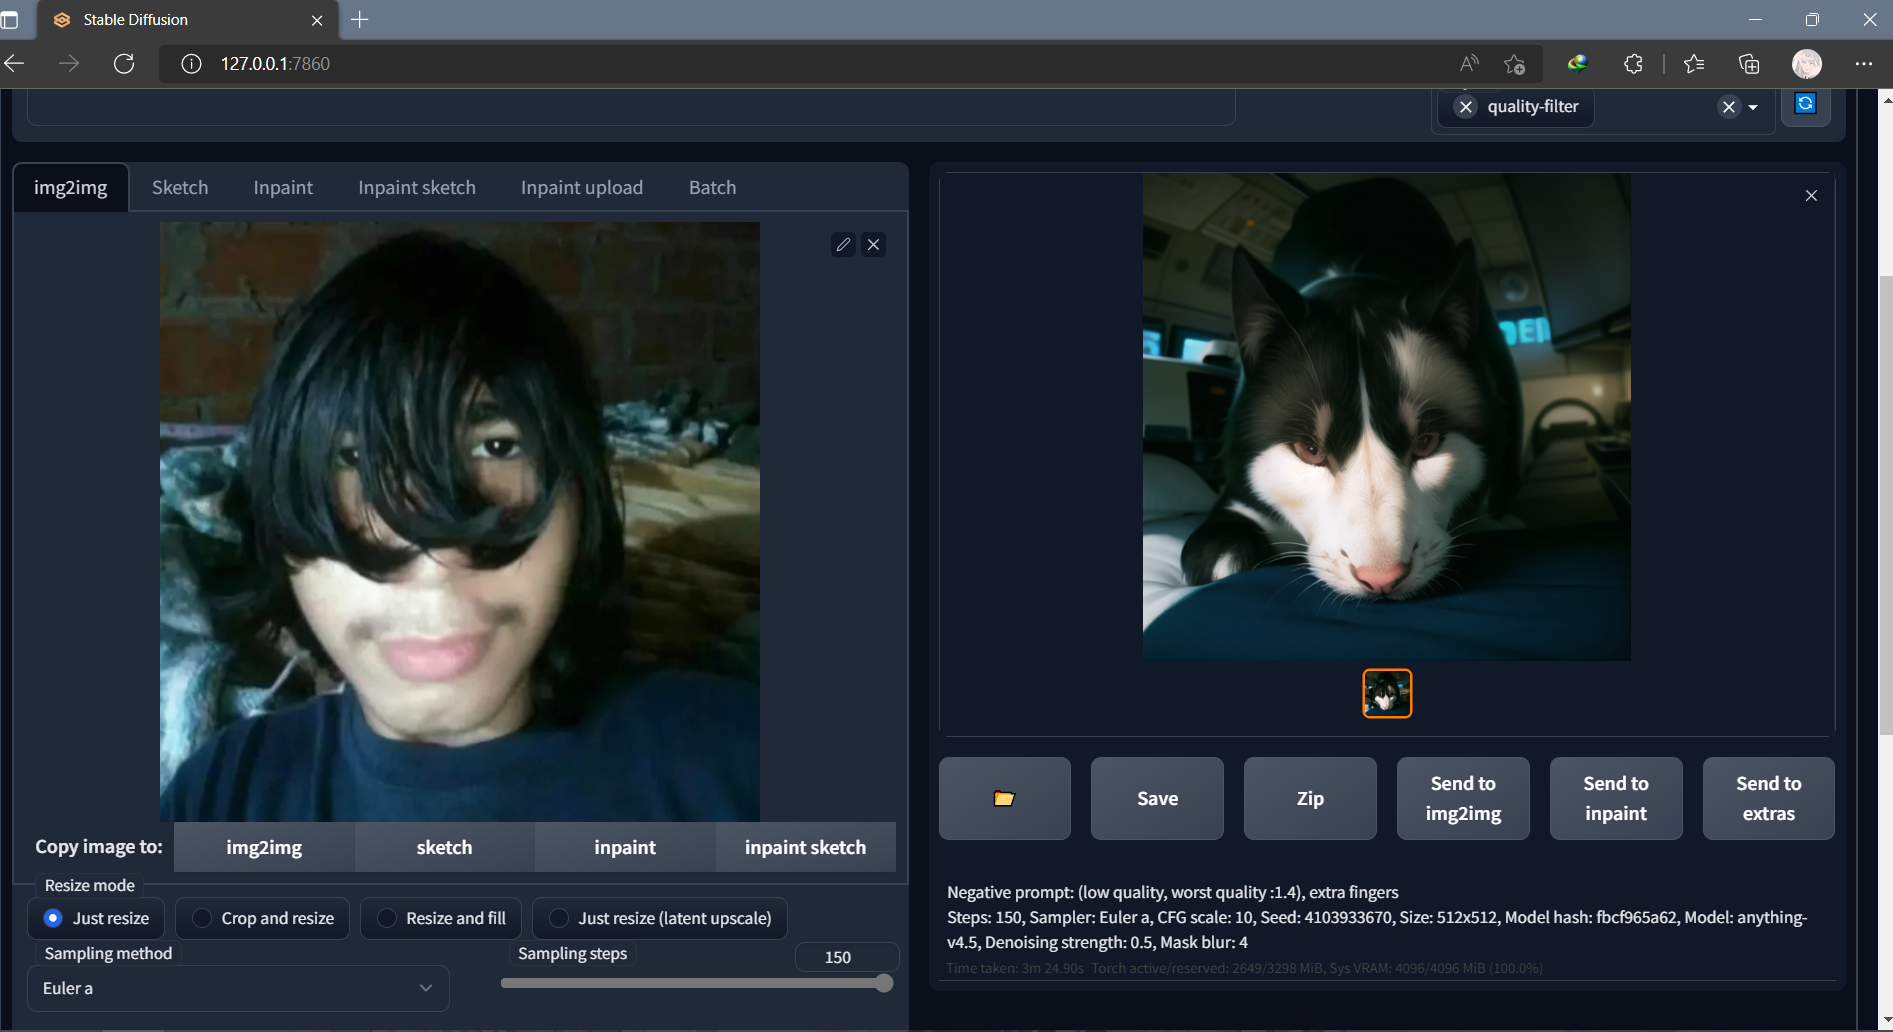 Stable Diffusion
127.0.0.1:7860
quality-filter
img2img
Sketch
Inpaint
Inpaint sketch
Inpaint upload
Batch
Copy image to:
img2img
sketch
inpaint
inpaint sketch
Resize mode
Just resize
Crop and resize
Resize and fill
Just resize (latent upscale)
Sampling method
Euler a
Sampling steps
150
Save
Zip
Send to
img2img
Send to
inpaint
Send to
extras
Negative prompt: (low quality, worst quality :1.4), extra fingers
Steps: 150, Sampler: Euler a, CFG scale: 10, Seed: 4103933670, Size: 512x512, Model hash: fbcf965a62, Model: anything-
v4.5, Denoising strength: 0.5, Mask blur: 4
Time taken: 3m 24.90s Torch active/reserved: 2649/3298 MiB, Sys VRAM: 4096/4096 MiB (100.0%)